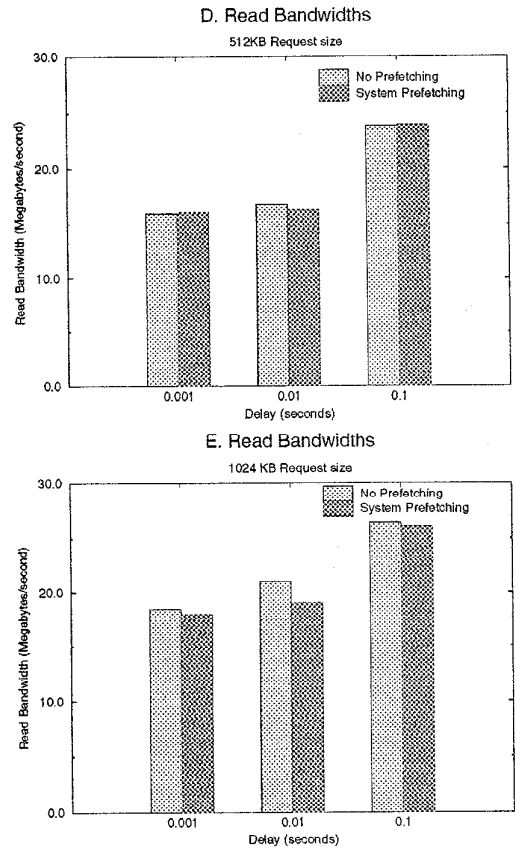 D. Read Bandwidths
512KB Request size
30.0
20.0
10.0
0.0
Read Bandwidth (Megabytes/second)
No Prefetching
System Prefetching
0.001
0.01
0.1
Delay (seconds)
E. Read Bandwidths
1024 KB Request size
30.0
20.0
10.0
0.0
Read Bandwidth (Megabytes/second)
No Prefetching
System Prefetching
0.001
0.01
0.1
Delay (seconds)